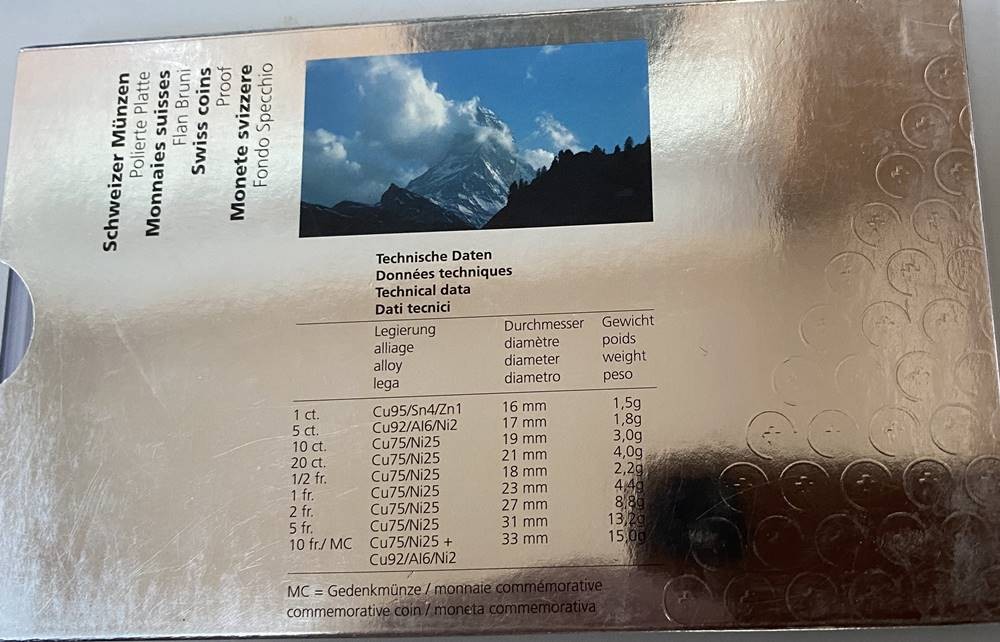 Schweizer Münzen
Polierte Platte
Monnaies suisses
Flan Bruni
Swiss coins
Proof
Monete svizzere
Fondo Specchio
Technische Daten
Données techniques
Technical data
Dati tecnici
Legierung Durchmesser Gewicht
alliage diamètre poids
alloy diameter weight
lega diametro peso
1 ct. Cu95/Sn4/Zn1 16 mm 1,5g
5 ct. Cu92/Al6/Ni2 17 mm 1,8g
10 ct. Cu75/Ni25 19 mm 3,0g
20 ct. Cu75/Ni25 21 mm 4,0g
1/2 fr. Cu75/Ni25 18 mm 2,2g
1 fr. Cu75/Ni25 23 mm 4,4g
2 fr. Cu75/Ni25 27 mm 8,8g
5 fr. Cu75/Ni25 31 mm 13,2g
10 fr./ MC Cu75/Ni25 + 33 mm 15,0g
Cu92/Al6/Ni2
MC = Gedenkmünze / monnaie commémorative
commemorative coin / moneta commemorativa